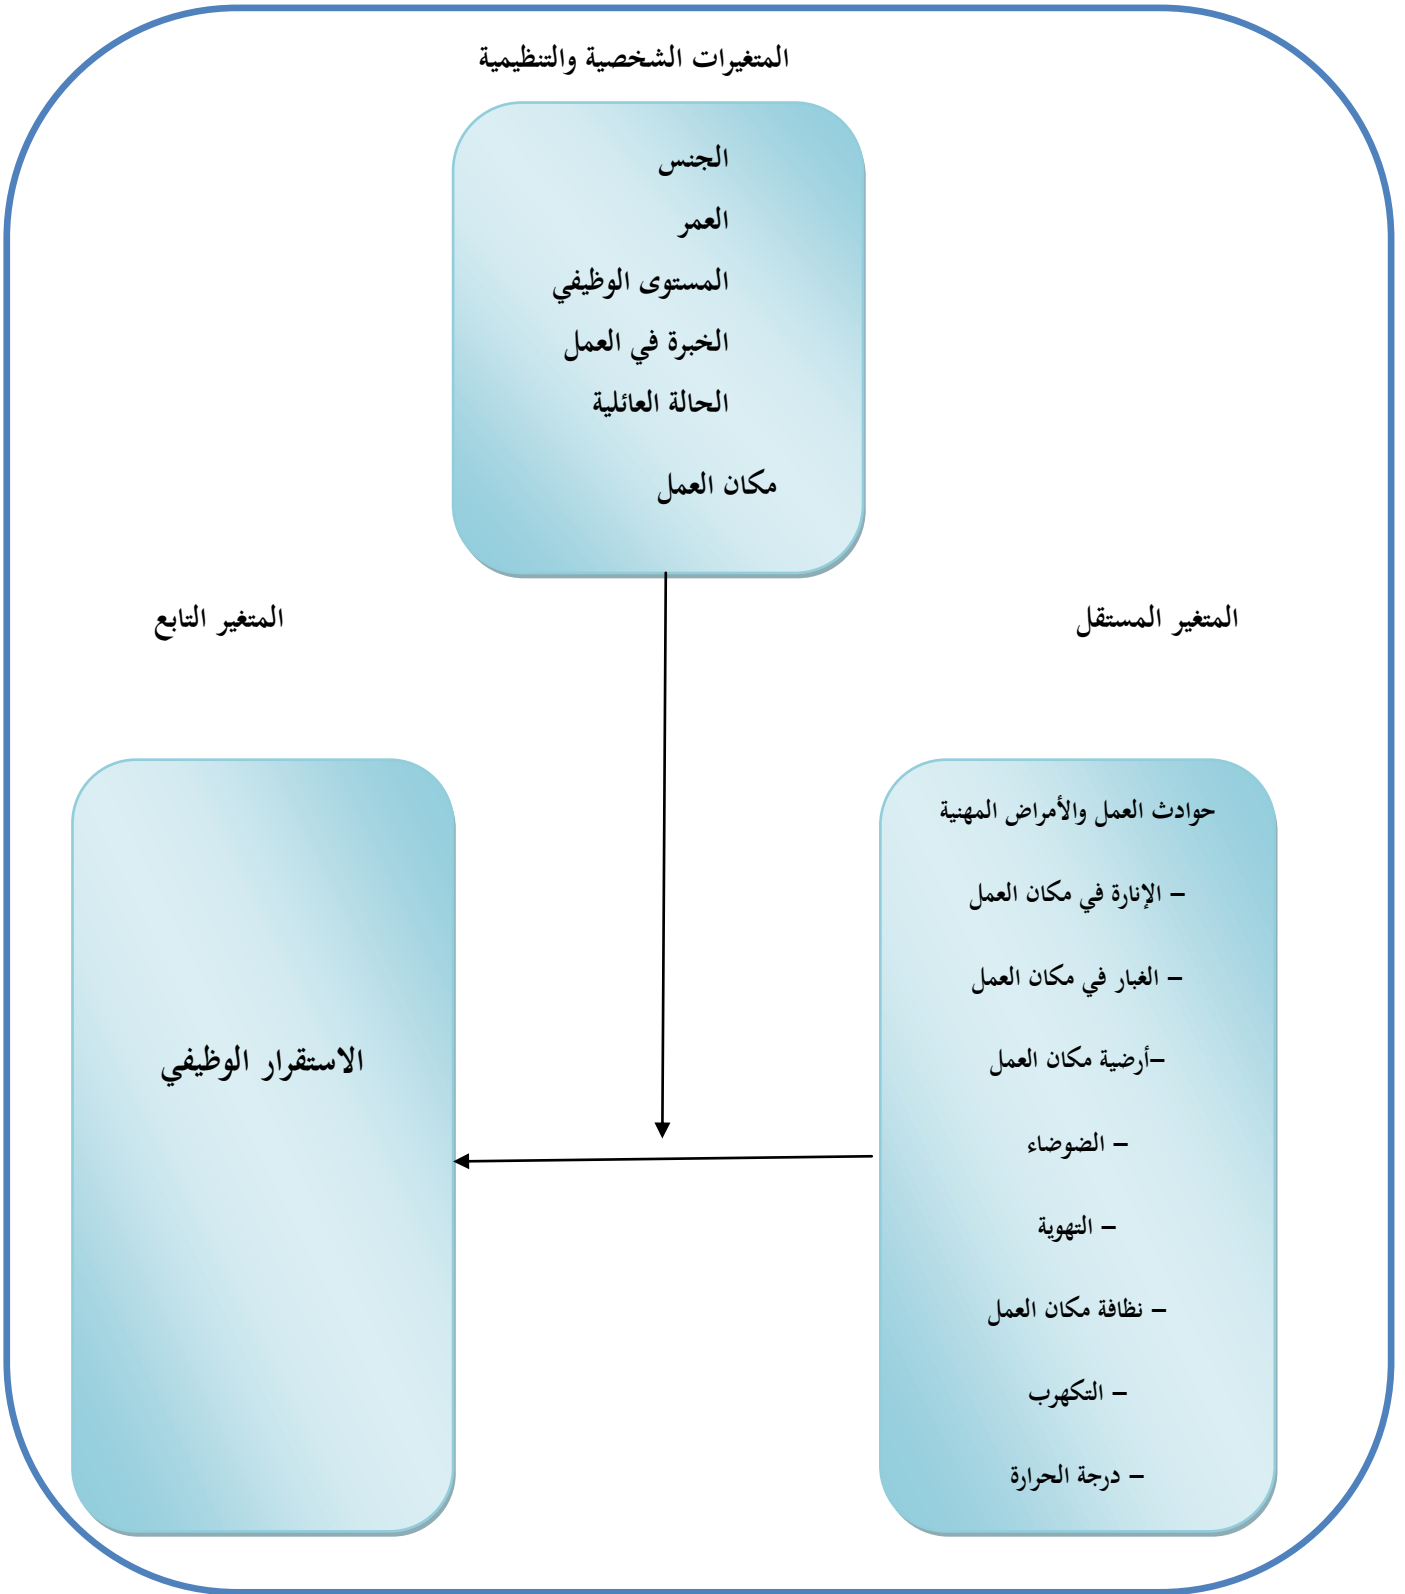 المتغيرات الشخصية والتنظيمية
الجنس
العمر
المستوى الوظيفي
الخبرة في العمل
الحالة العائلية
مكان العمل
المتغير المستقل
المتغير التابع
حوادث العمل والأمراض المهنية
– الإنارة في مكان العمل
– الغبار في مكان العمل
–أرضية مكان العمل
– الضوضاء
– التهوية
– نظافة مكان العمل
– التكهرب
– درجة الحرارة
الاستقرار الوظيفي